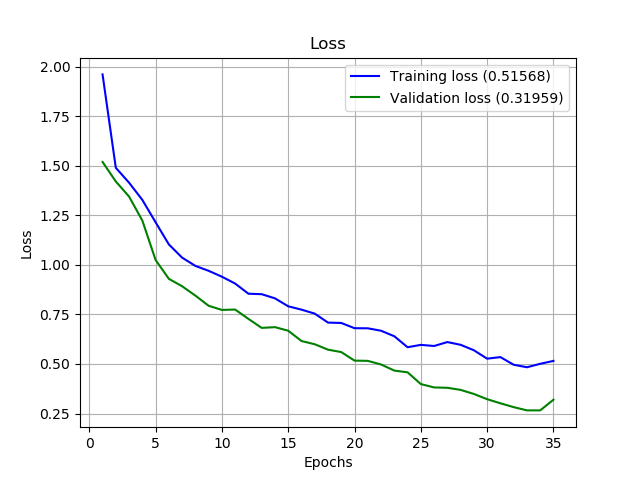 Loss
Training loss (0.51568)
Validation loss (0.31959)
2.00
1.75
1.50
1.25
1.00
0.75
0.50
0.25
Loss
0 5 10 15 20 25 30 35
Epochs